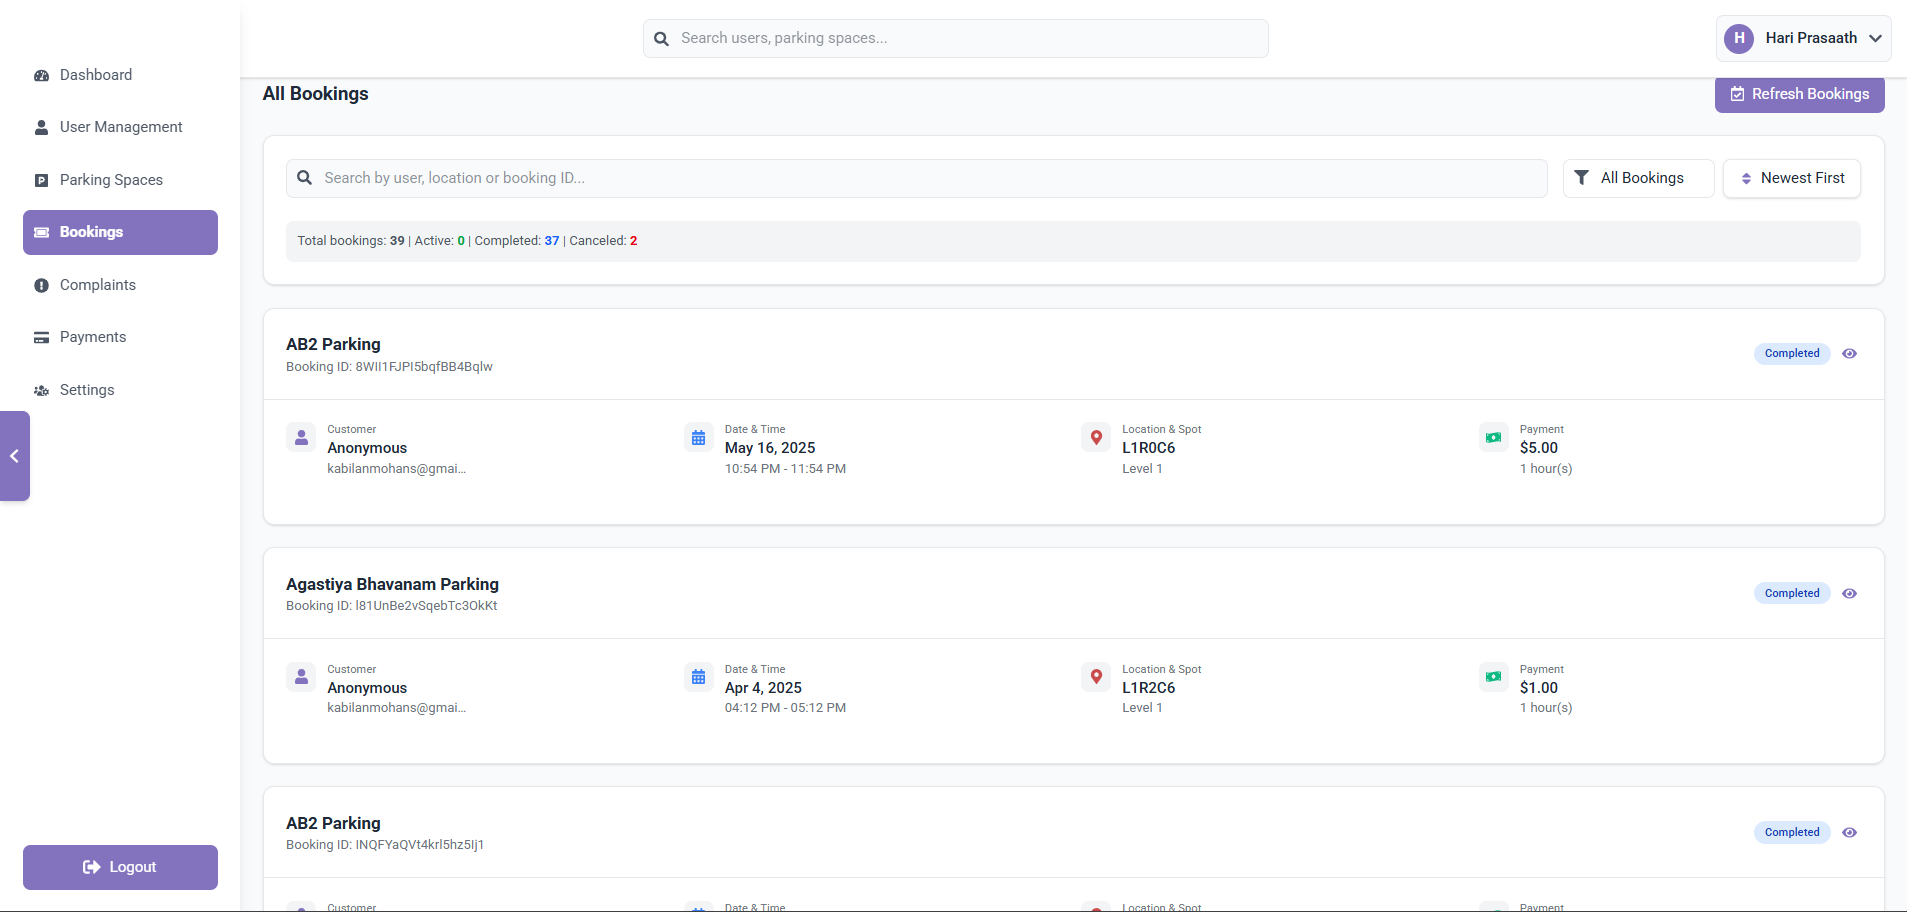 Search users, parking spaces...
H
Hari Prasaath
Dashboard
User Management
Parking Spaces
Bookings
Complaints
Payments
Settings
Logout
All Bookings
Refresh Bookings
Search by user, location or booking ID...
All Bookings
Newest First
Total bookings: 39 | Active: 0 | Completed: 37 | Canceled: 2
AB2 Parking
Booking ID: 8WII1FJPI5bqfBB4Bqlw
Completed
Customer
Anonymous
kabilanmohans@gmai...
Date & Time
May 16, 2025
10:54 PM - 11:54 PM
Location & Spot
L1R0C6
Level 1
Payment
$5.00
1 hour(s)
Agastiya Bhavanam Parking
Booking ID: l81UnBe2vSqebTc3OkKt
Completed
Customer
Anonymous
kabilanmohans@gmai...
Date & Time
Apr 4, 2025
04:12 PM - 05:12 PM
Location & Spot
L1R2C6
Level 1
Payment
$1.00
1 hour(s)
AB2 Parking
Booking ID: INQFYaQVt4krl5hz5Ij1
Completed
Customer
Date & Time
Location & Spot
Payment